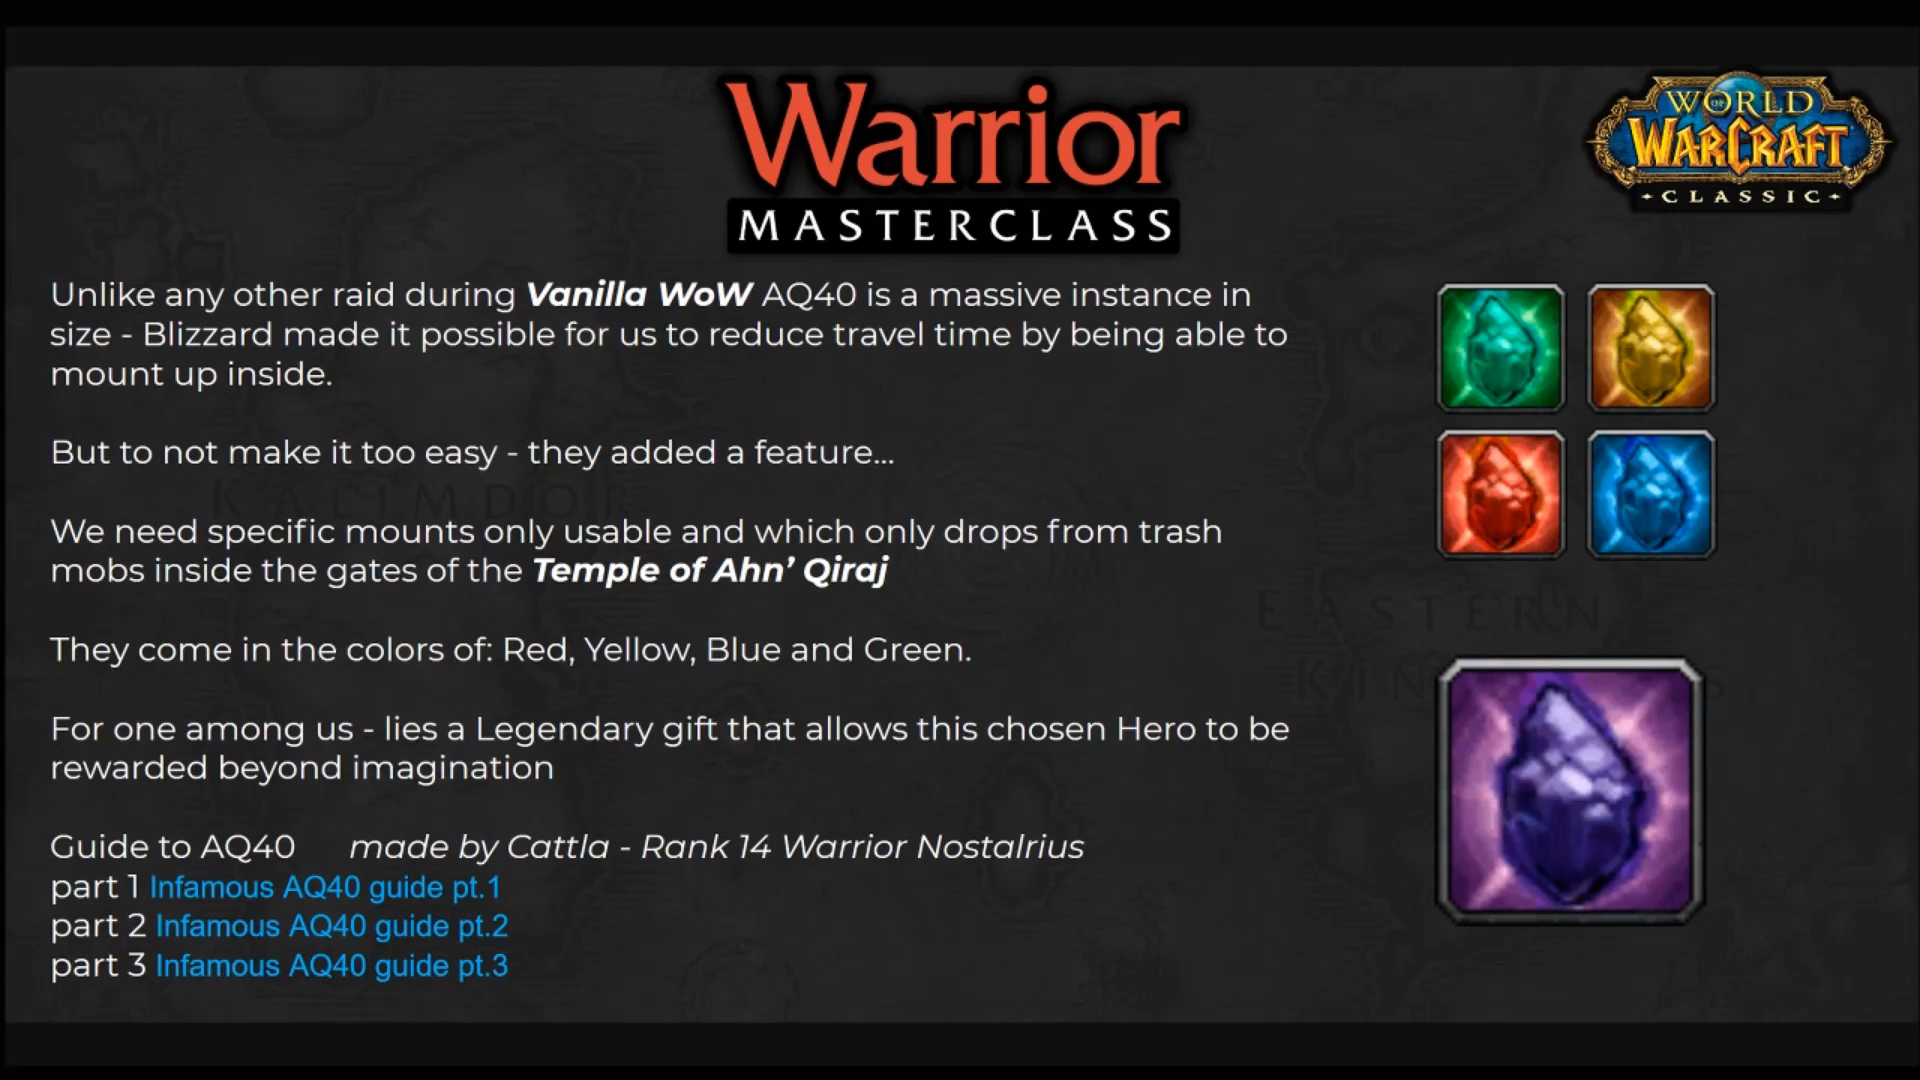 Warrior
MASTERCLASS
WORLD OF
WARCRAFT
CLASSIC
Unlike any other raid during Vanilla WoW AQ40 is a massive instance in
size - Blizzard made it possible for us to reduce travel time by being able to
mount up inside.
But to not make it too easy - they added a feature...
KALIMDOR
We need specific mounts only usable and which only drops from trash
mobs inside the gates of the Temple of Ahn' Qiraj
EASTERN
They come in the colors of: Red, Yellow, Blue and Green.
For one among us - lies a Legendary gift that allows this chosen Hero to be
rewarded beyond imagination
Guide to AQ40 made by Cattla - Rank 14 Warrior Nostalrius
part 1 Infamous AQ40 guide pt.1
part 2 Infamous AQ40 guide pt.2
part 3 Infamous AQ40 guide pt.3